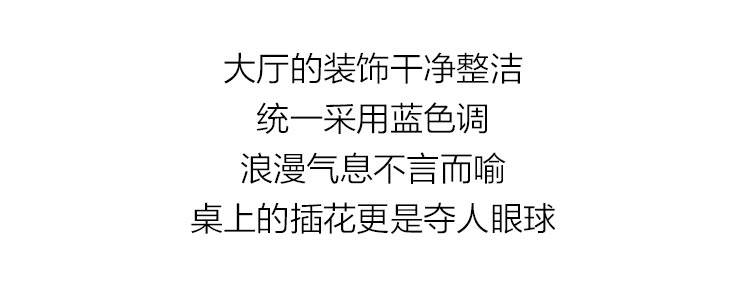 大厅的装饰干净整洁
统一采用蓝色调
浪漫气息不言而喻
桌上的插花更是夺人眼球